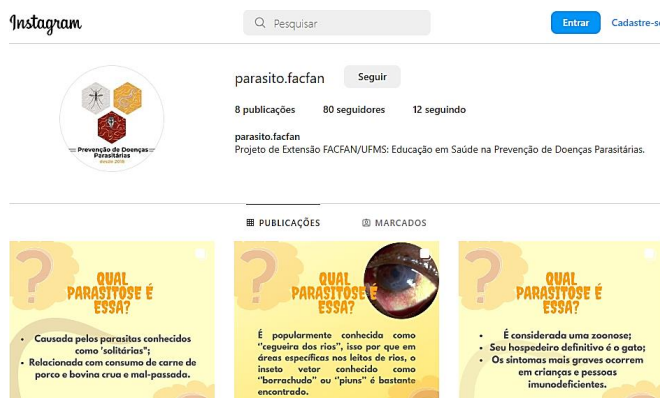 Instagram
Pesquisar
Entrar
Cadastre-s
parasito.facfan
Seguir
8 publicações 80 seguidores 12 seguindo
parasito.facfan
Projeto de Extensão FACFAN/UFMS: Educação em Saúde na Prevenção de Doenças Parasitárias.
Prevenção de Doenças
Parasitárias
desde 2019
PUBLICAÇÕES
MARCADOS
?
QUAL
PARASITOSE É
ESSA?
• Causada pelos parasitas conhecidos
como 'solitárias";
• Relacionada com consumo de carne de
porco e bovina crua e mal-passada.
?
QUAL
PARASITOSE É
ESSA?
É popularmente conhecida como
"cegueira dos rios", isso por que em
áreas específicas nos leitos de rios, o
inseto vetor conhecido como
"borrachudo" ou "piuns" é bastante
encontrado.
?
QUAL
PARASITOSE É
ESSA?
• É considerada uma zoonose;
• Seu hospedeiro definitivo é o gato;
• Os sintomas mais graves ocorrem
em crianças e pessoas
imunodeficientes.